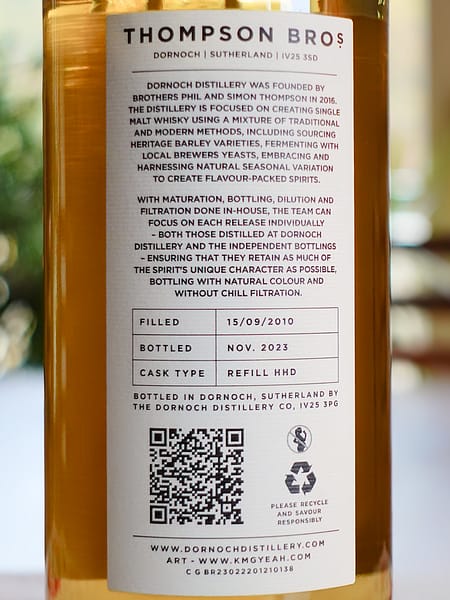 THOMPSON BROS
DORNOCH | SUTHERLAND | IV25 3SD
DORNOCH DISTILLERY WAS FOUNDED BY
BROTHERS PHIL AND SIMON THOMPSON IN 2016.
THE DISTILLERY IS FOCUSED ON CREATING SINGLE
MALT WHISKY USING A MIXTURE OF TRADITIONAL
AND MODERN METHODS, INCLUDING SOURCING
HERITAGE BARLEY VARIETIES, FERMENTING WITH
LOCAL BREWERS YEASTS, EMBRACING AND
HARNESSING NATURAL SEASONAL VARIATION
TO CREATE FLAVOUR-PACKED SPIRITS.
WITH MATURATION, BOTTLING, DILUTION AND
FILTRATION DONE IN-HOUSE, THE TEAM CAN
FOCUS ON EACH RELEASE INDIVIDUALLY
– BOTH THOSE DISTILLED AT DORNOCH
DISTILLERY AND THE INDEPENDENT BOTTLINGS
– ENSURING THAT THEY RETAIN AS MUCH OF
THE SPIRIT'S UNIQUE CHARACTER AS POSSIBLE,
BOTTLING WITH NATURAL COLOUR AND
WITHOUT CHILL FILTRATION.
FILLED 15/09/2010
BOTTLED NOV. 2023
CASK TYPE REFILL HHD
BOTTLED IN DORNOCH, SUTHERLAND BY
THE DORNOCH DISTILLERY CO, IV25 3PG
PLEASE RECYCLE
AND SAVOUR
RESPONSIBLY
WWW.DORNOCHDISTILLERY.COM
ART - WWW.KMGYEAH.COM
C G BR23022201210138